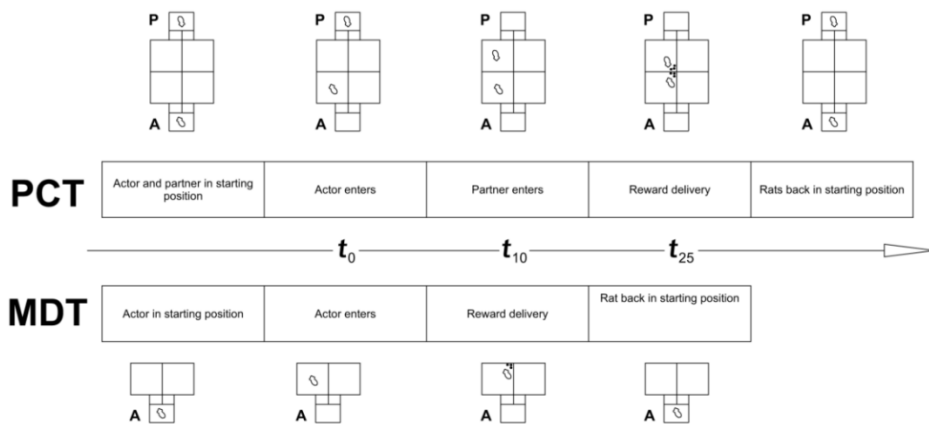 P P P P P
A A A A A
PCT
Actor and partner in starting
position
Actor enters
Partner enters
Reward delivery
Rats back in starting position
t0 t10 t25
MDT
Actor in starting position
Actor enters
Reward delivery
Rat back in starting position
A A A A